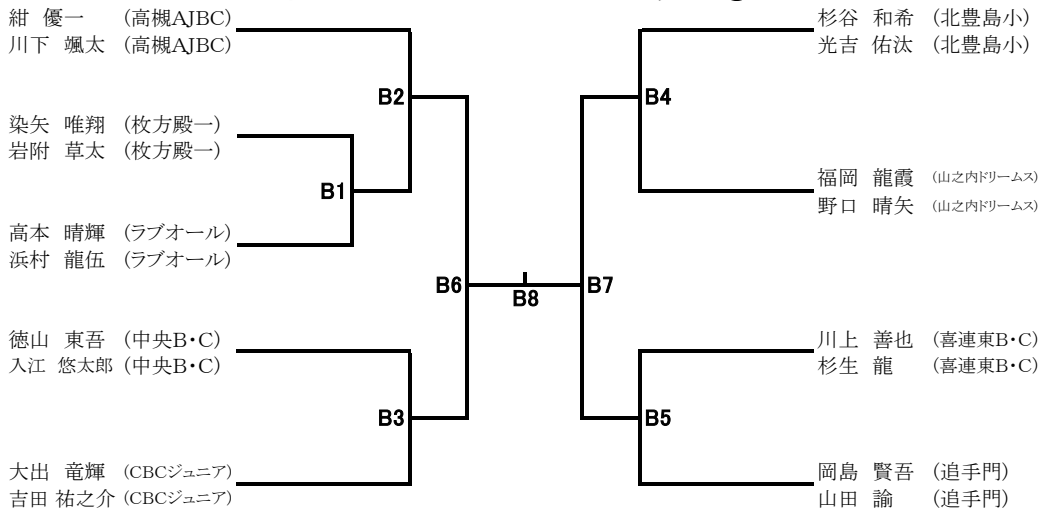 紺 優一 (高槻AJBC)
川下 颯太 (高槻AJBC)
B2
染矢 唯翔 (枚方殿一)
岩附 草太 (枚方殿一)
B1
高本 晴輝 (ラブオール)
浜村 龍伍 (ラブオール)
B6
徳山 東吾 (中央B・C)
入江 悠太郎 (中央B・C)
B3
大出 竜輝 (CBCジュニア)
吉田 祐之介 (CBCジュニア)
B8
杉谷 和希 (北豊島小)
光吉 佑汰 (北豊島小)
B4
福岡 龍霞 (山之内ドリームス)
野口 晴矢 (山之内ドリームス)
B7
川上 善也 (喜連東B・C)
杉生 龍 (喜連東B・C)
B5
岡島 賢吾 (追手門)
山田 諭 (追手門)